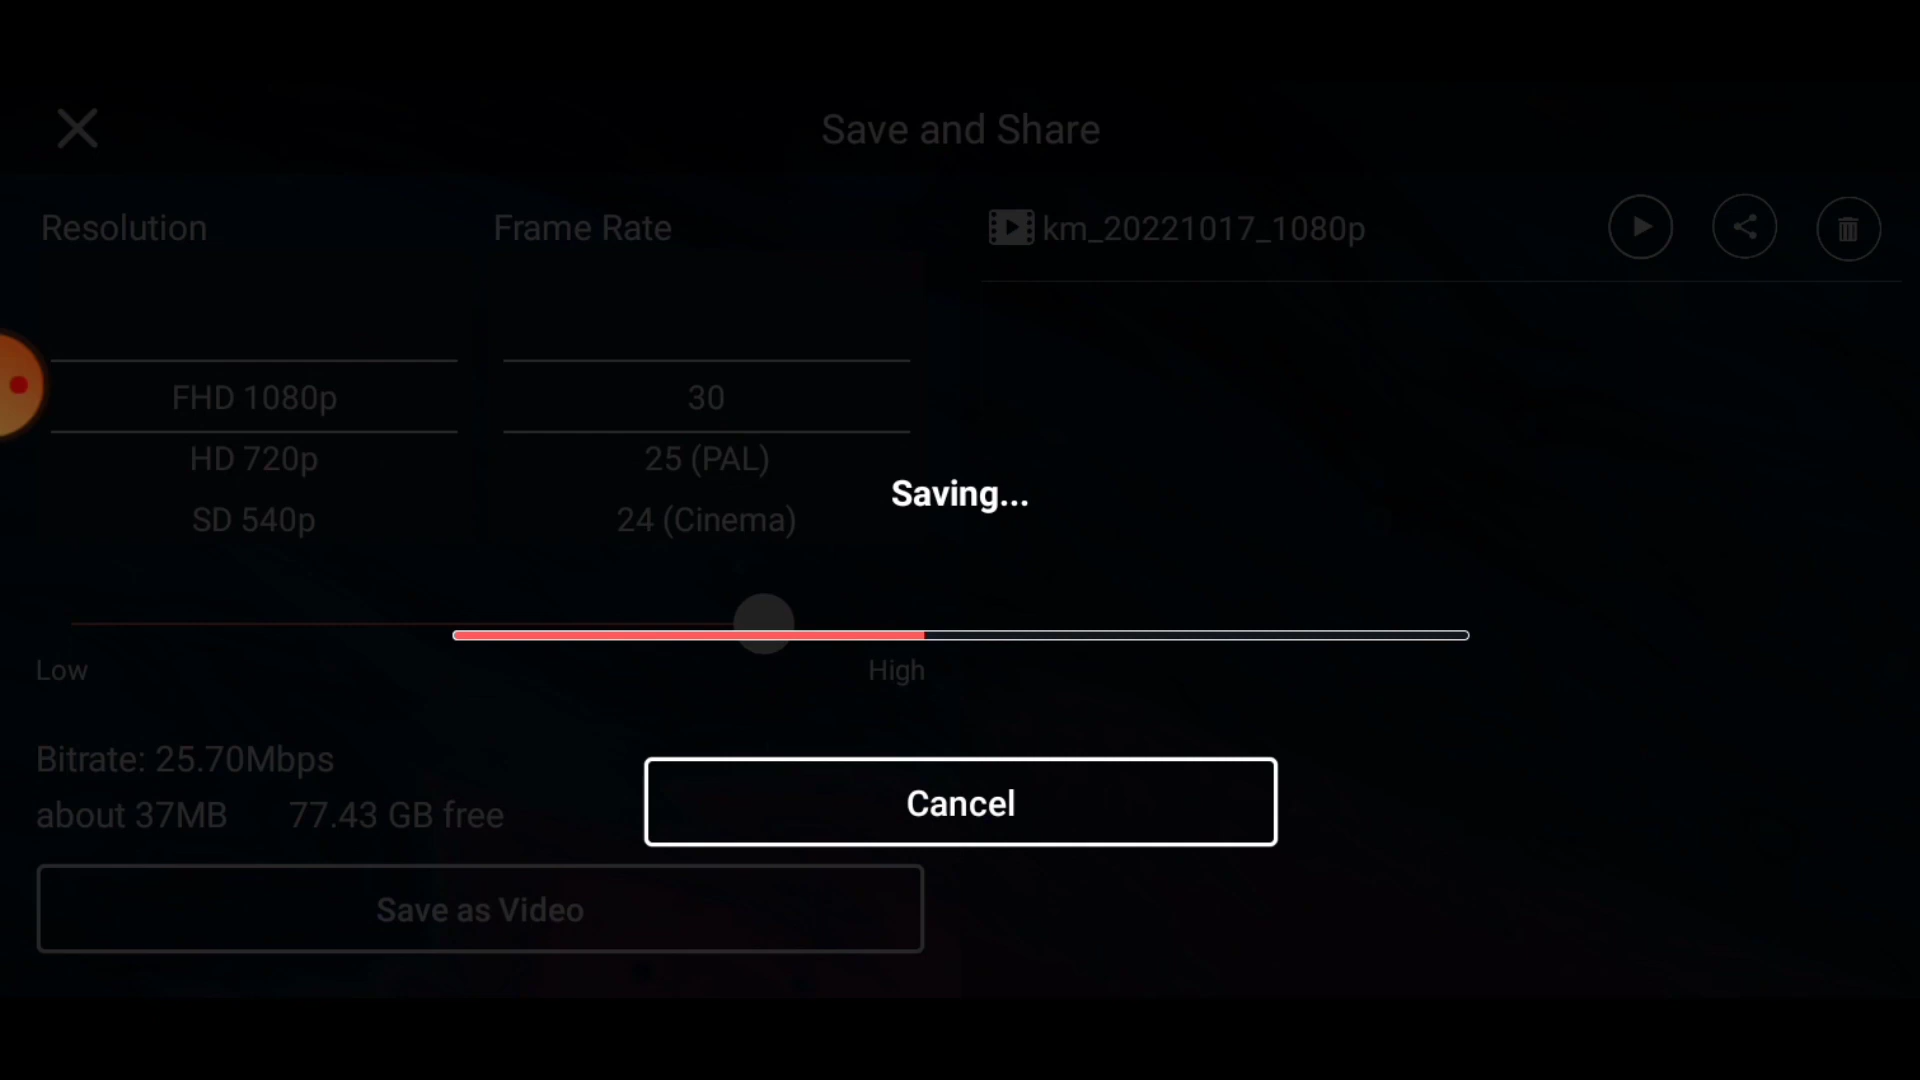 Save and Share
Resolution
Frame Rate
km_20221017_1080p
FHD 1080p
30
HD 720p
25 (PAL)
SD 540p
24 (Cinema)
Saving...
Low
High
Bitrate: 25.70Mbps
about 37MB 77.43 GB free
Cancel
Save as Video